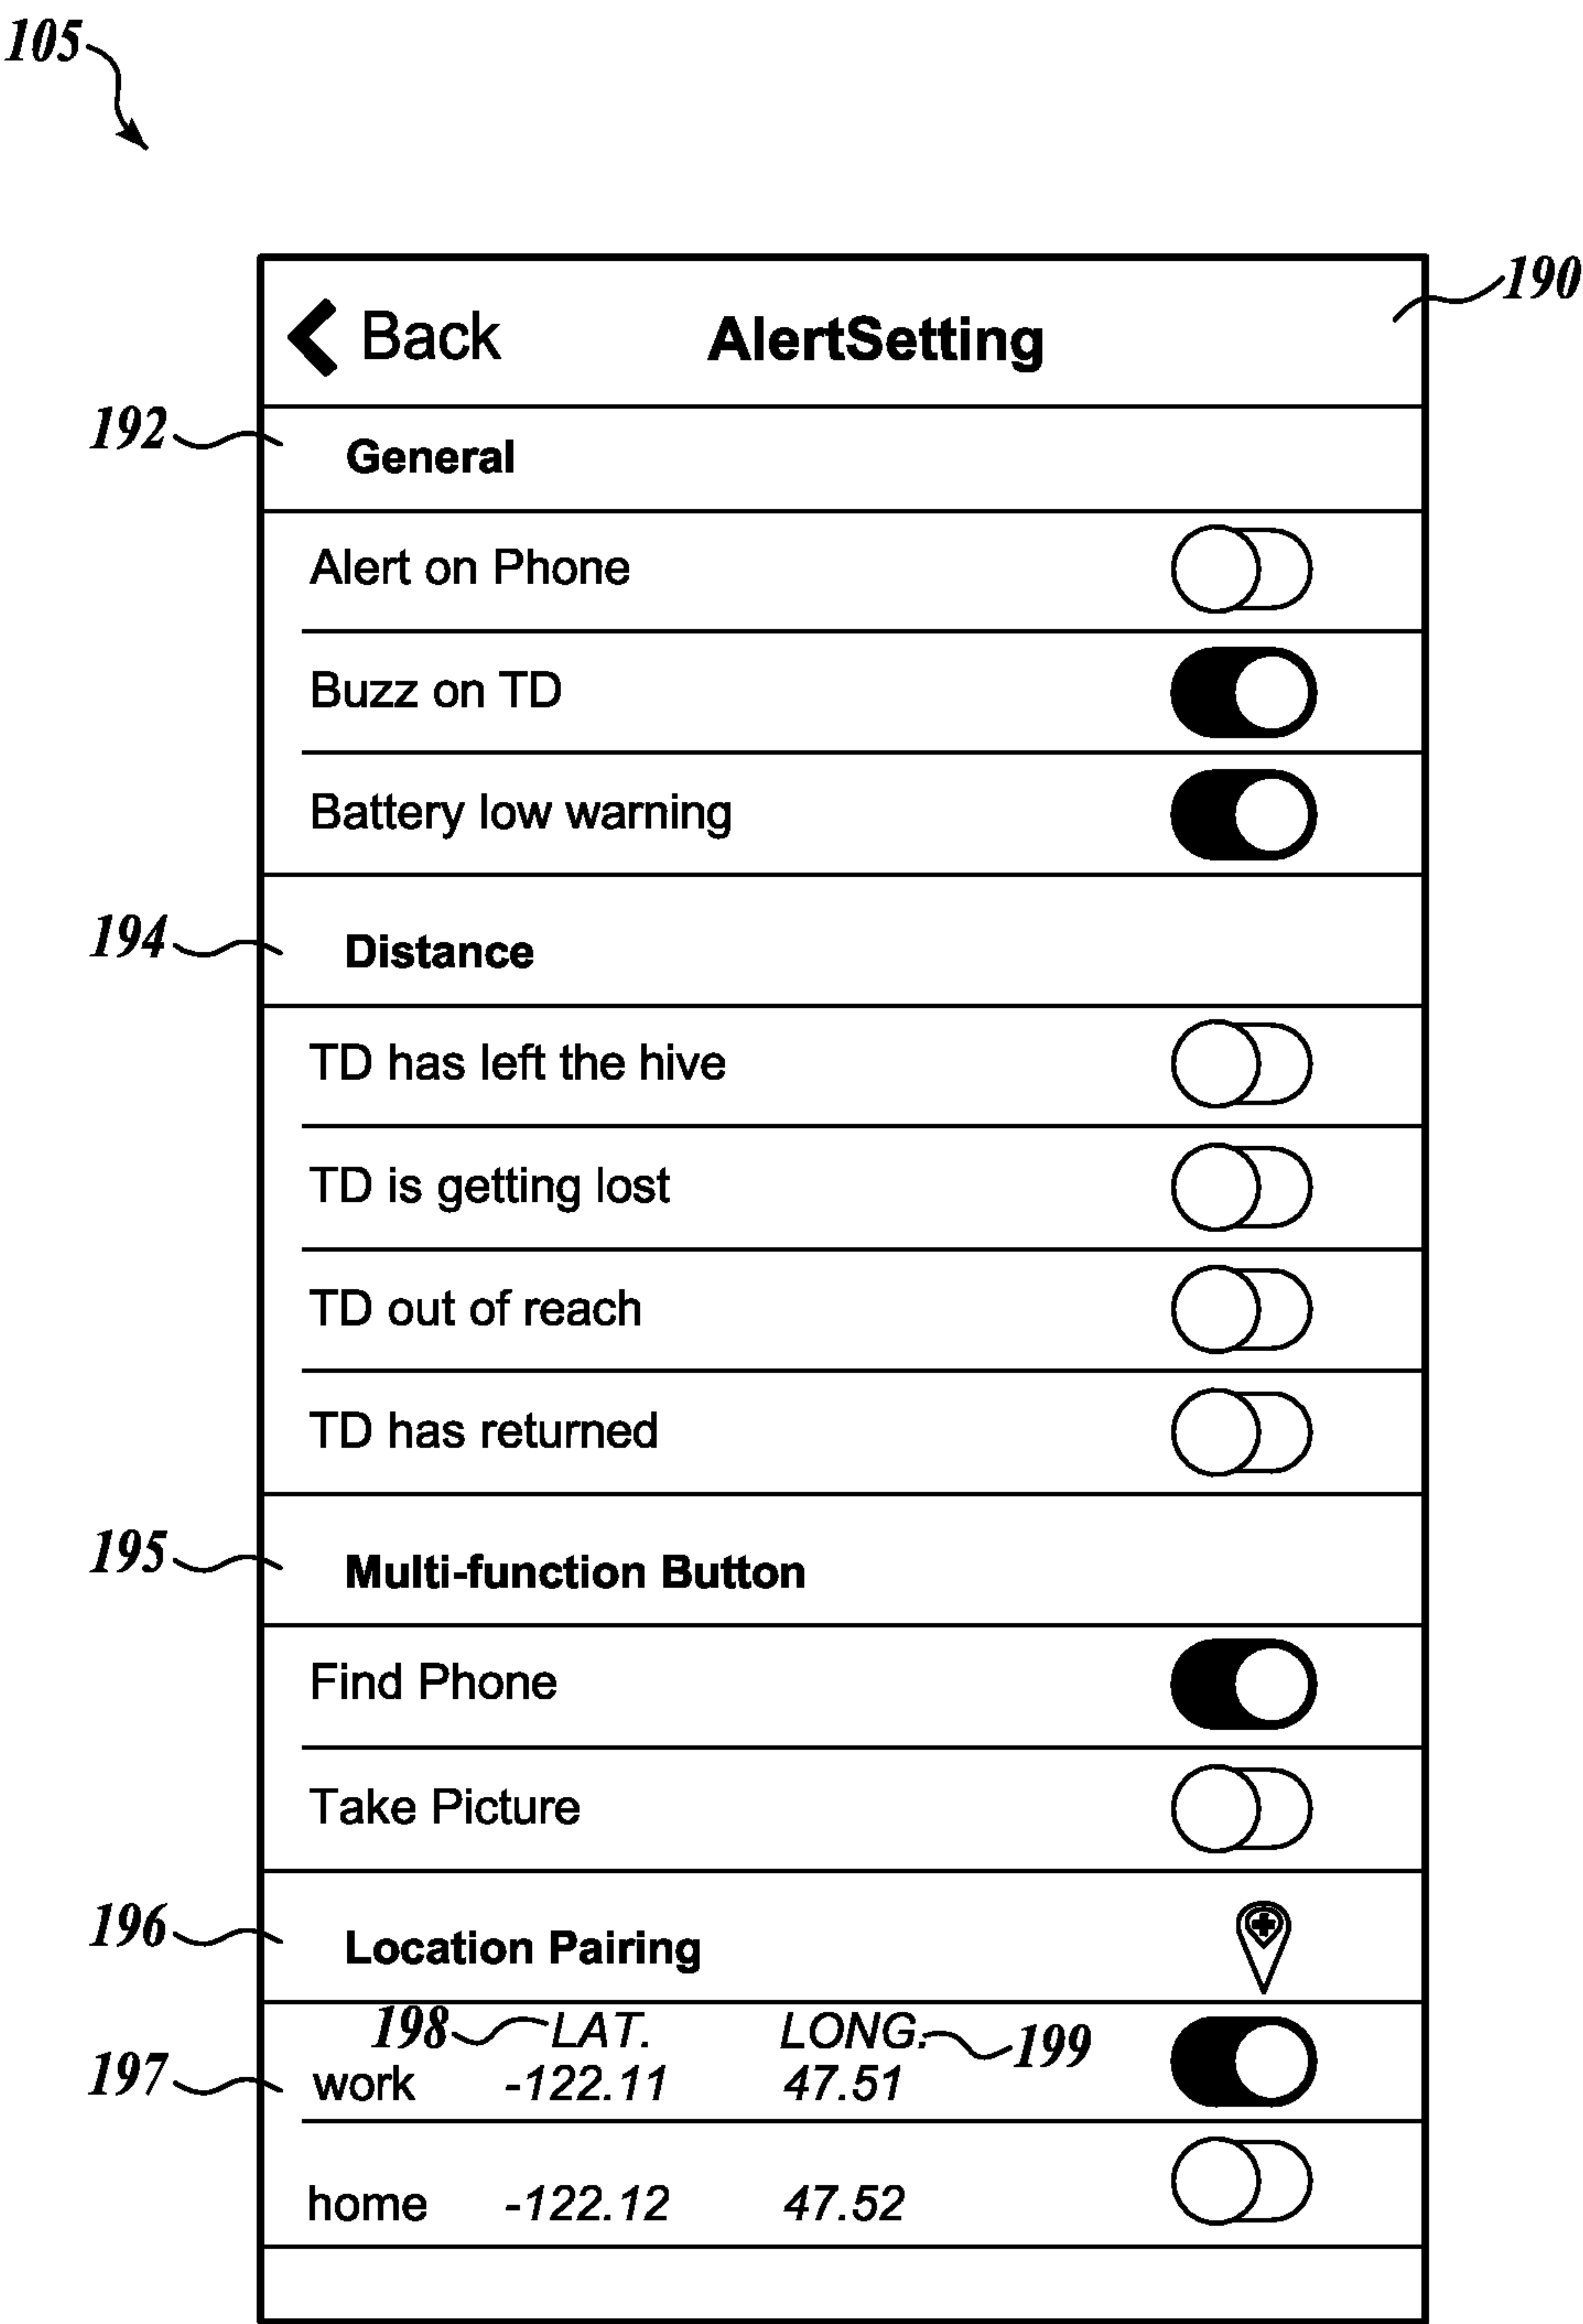 105
190
Back AlertSetting
192 General
Alert on Phone
Buzz on TD
Battery low warning
194 Distance
TD has left the hive
TD is getting lost
TD out of reach
TD has returned
195 Multi-function Button
Find Phone
Take Picture
196 Location Pairing
198 LAT. LONG. 199
197 work -122.11 47.51
home -122.12 47.52